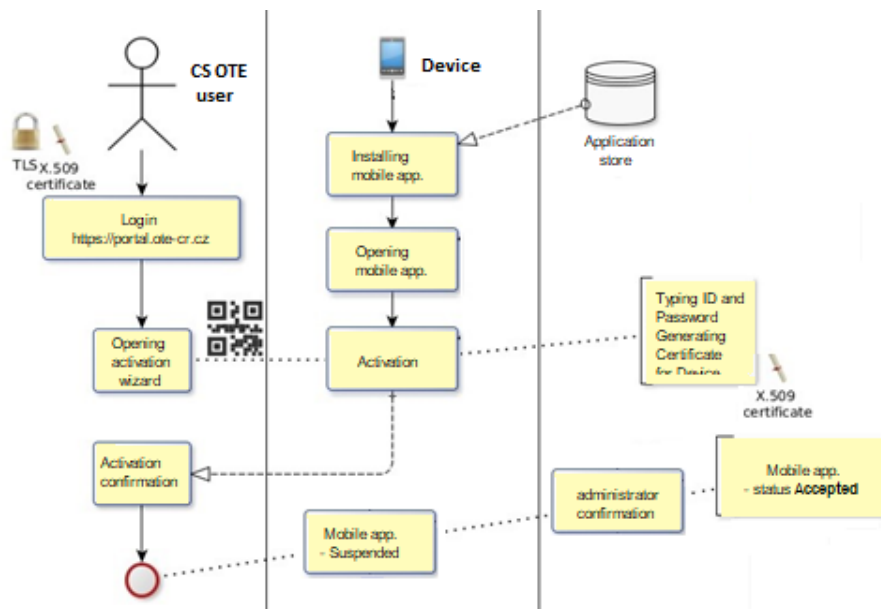 CS OTE
user
Device
TLS
X.509
certificate
Application
store
Installing
mobile app.
Login
https://portal.ote-cr.cz
Opening
mobile app.
Typing ID and
Password
Generating
Certificate
for Device
Opening
activation
wizard
Activation
X.509
certificate
Activation
confirmation
Mobile app.
- status Accepted
administrator
confirmation
Mobile app.
- Suspended